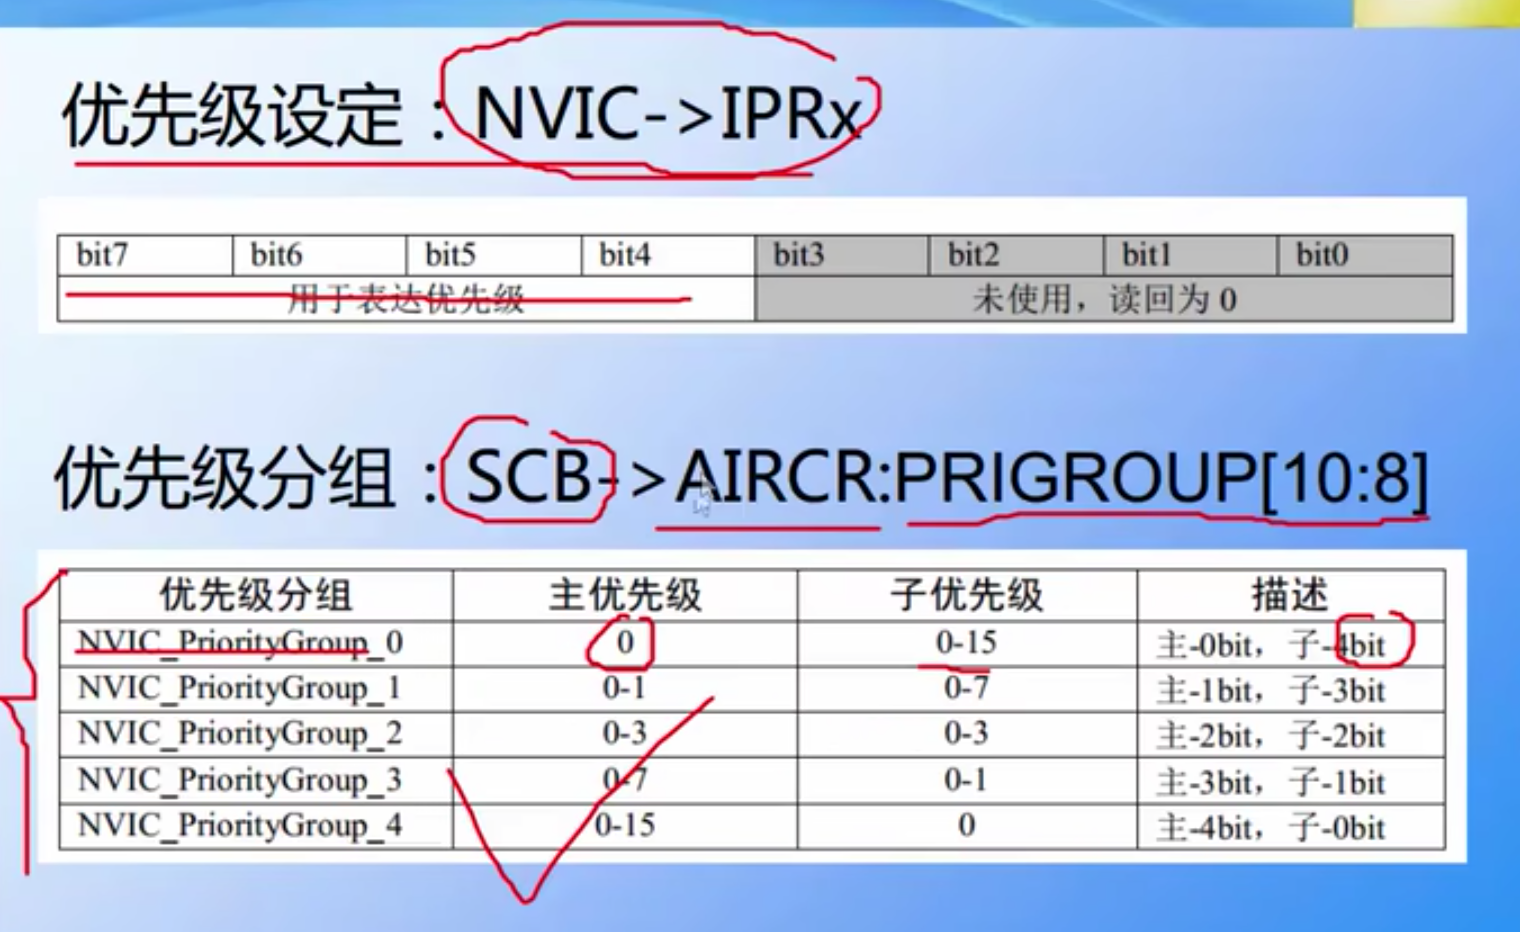 优先级设定：NVIC->IPRx
bit7 bit6 bit5 bit4 bit3 bit2 bit1 bit0
用于表达优先级 未使用，读回为 0
优先级分组：SCB->AIRCR:PRIGROUP[10:8]
优先级分组 主优先级 子优先级 描述
NVIC_PriorityGroup_0 0 0-15 主-0bit，子-4bit
NVIC_PriorityGroup_1 0-1 0-7 主-1bit，子-3bit
NVIC_PriorityGroup_2 0-3 0-3 主-2bit，子-2bit
NVIC_PriorityGroup_3 0-7 0-1 主-3bit，子-1bit
NVIC_PriorityGroup_4 0-15 0 主-4bit，子-0bit